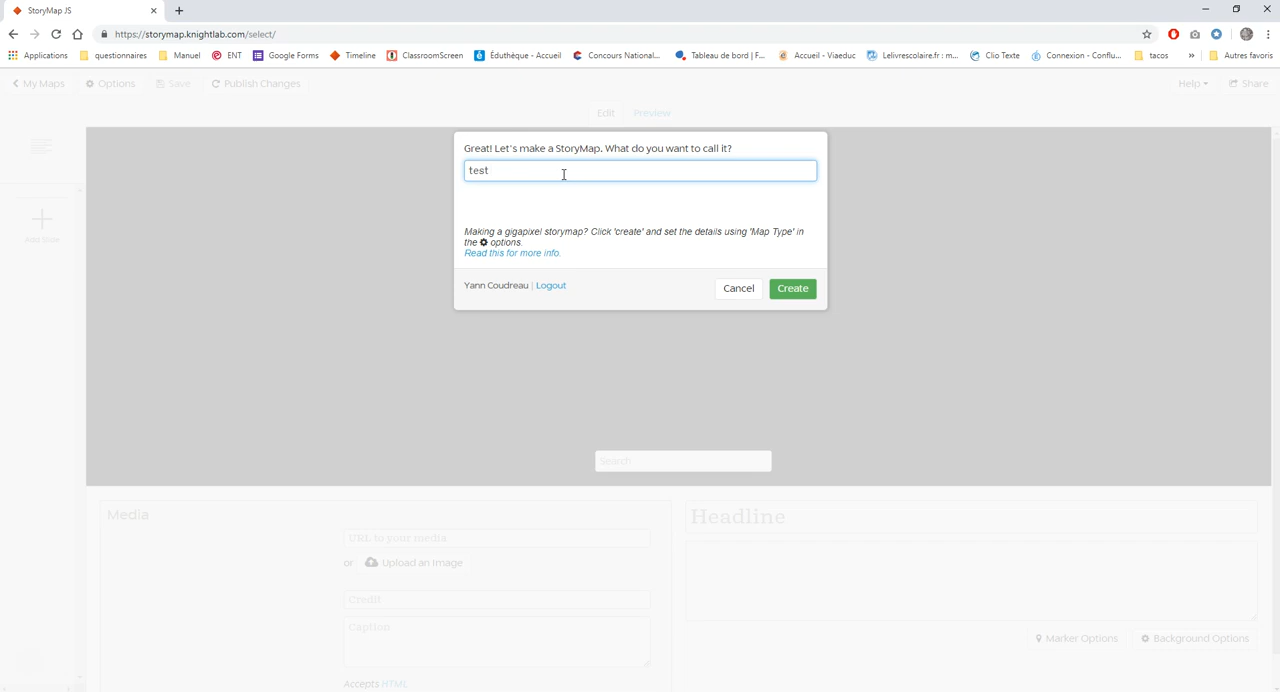 StoryMap JS
https://storymap.knightlab.com/select/
Applications questionnaires Manuel ENT Google Forms Timeline ClassroomScreen Éduthèque - Accueil Concours National... Tableau de bord | F... Accueil - Viaeduc Lelivrescolaire.fr : m... Clio Texte Connexion - Conflu... tacos » Autres favoris
My Maps Options Save Publish Changes Help Share
Edit Preview
Great! Let's make a StoryMap. What do you want to call it?
test
Add Slide
Making a gigapixel storymap? Click 'create' and set the details using 'Map Type' in
the options.
Read this for more info.
Yann Coudreau | Logout Cancel Create
Search
Media
Headline
URL to your media
or Upload an Image
Credit
Caption
Marker Options Background Options
Accepts HTML